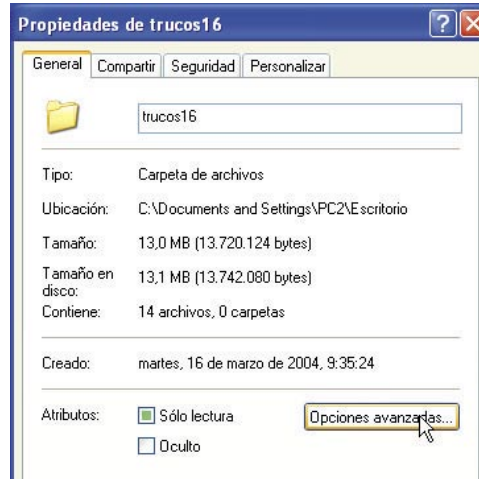 Propiedades de trucos16
General Compartir Seguridad Personalizar
trucos16
Tipo: Carpeta de archivos
Ubicación: C:\Documents and Settings\PC2\Escritorio
Tamaño: 13,0 MB (13.720.124 bytes)
Tamaño en disco: 13,1 MB (13.742.080 bytes)
Contiene: 14 archivos, 0 carpetas
Creado: martes, 16 de marzo de 2004, 9:35:24
Atributos: Sólo lectura Opciones avanzadas...
Oculto